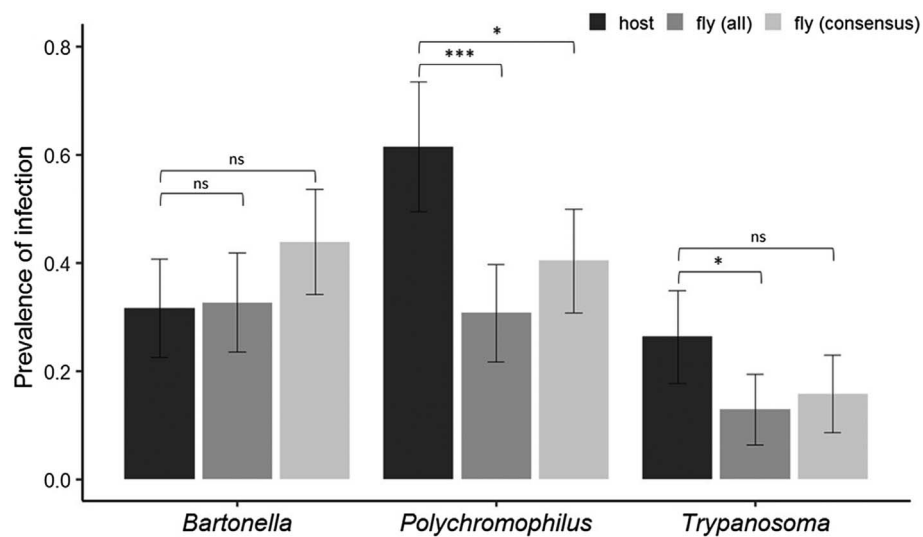 host fly (all) fly (consensus)
0.8
0.6
0.4
0.2
0.0
Prevalence of infection
ns
ns
*
***
ns
*
Bartonella Polychromophilus Trypanosoma